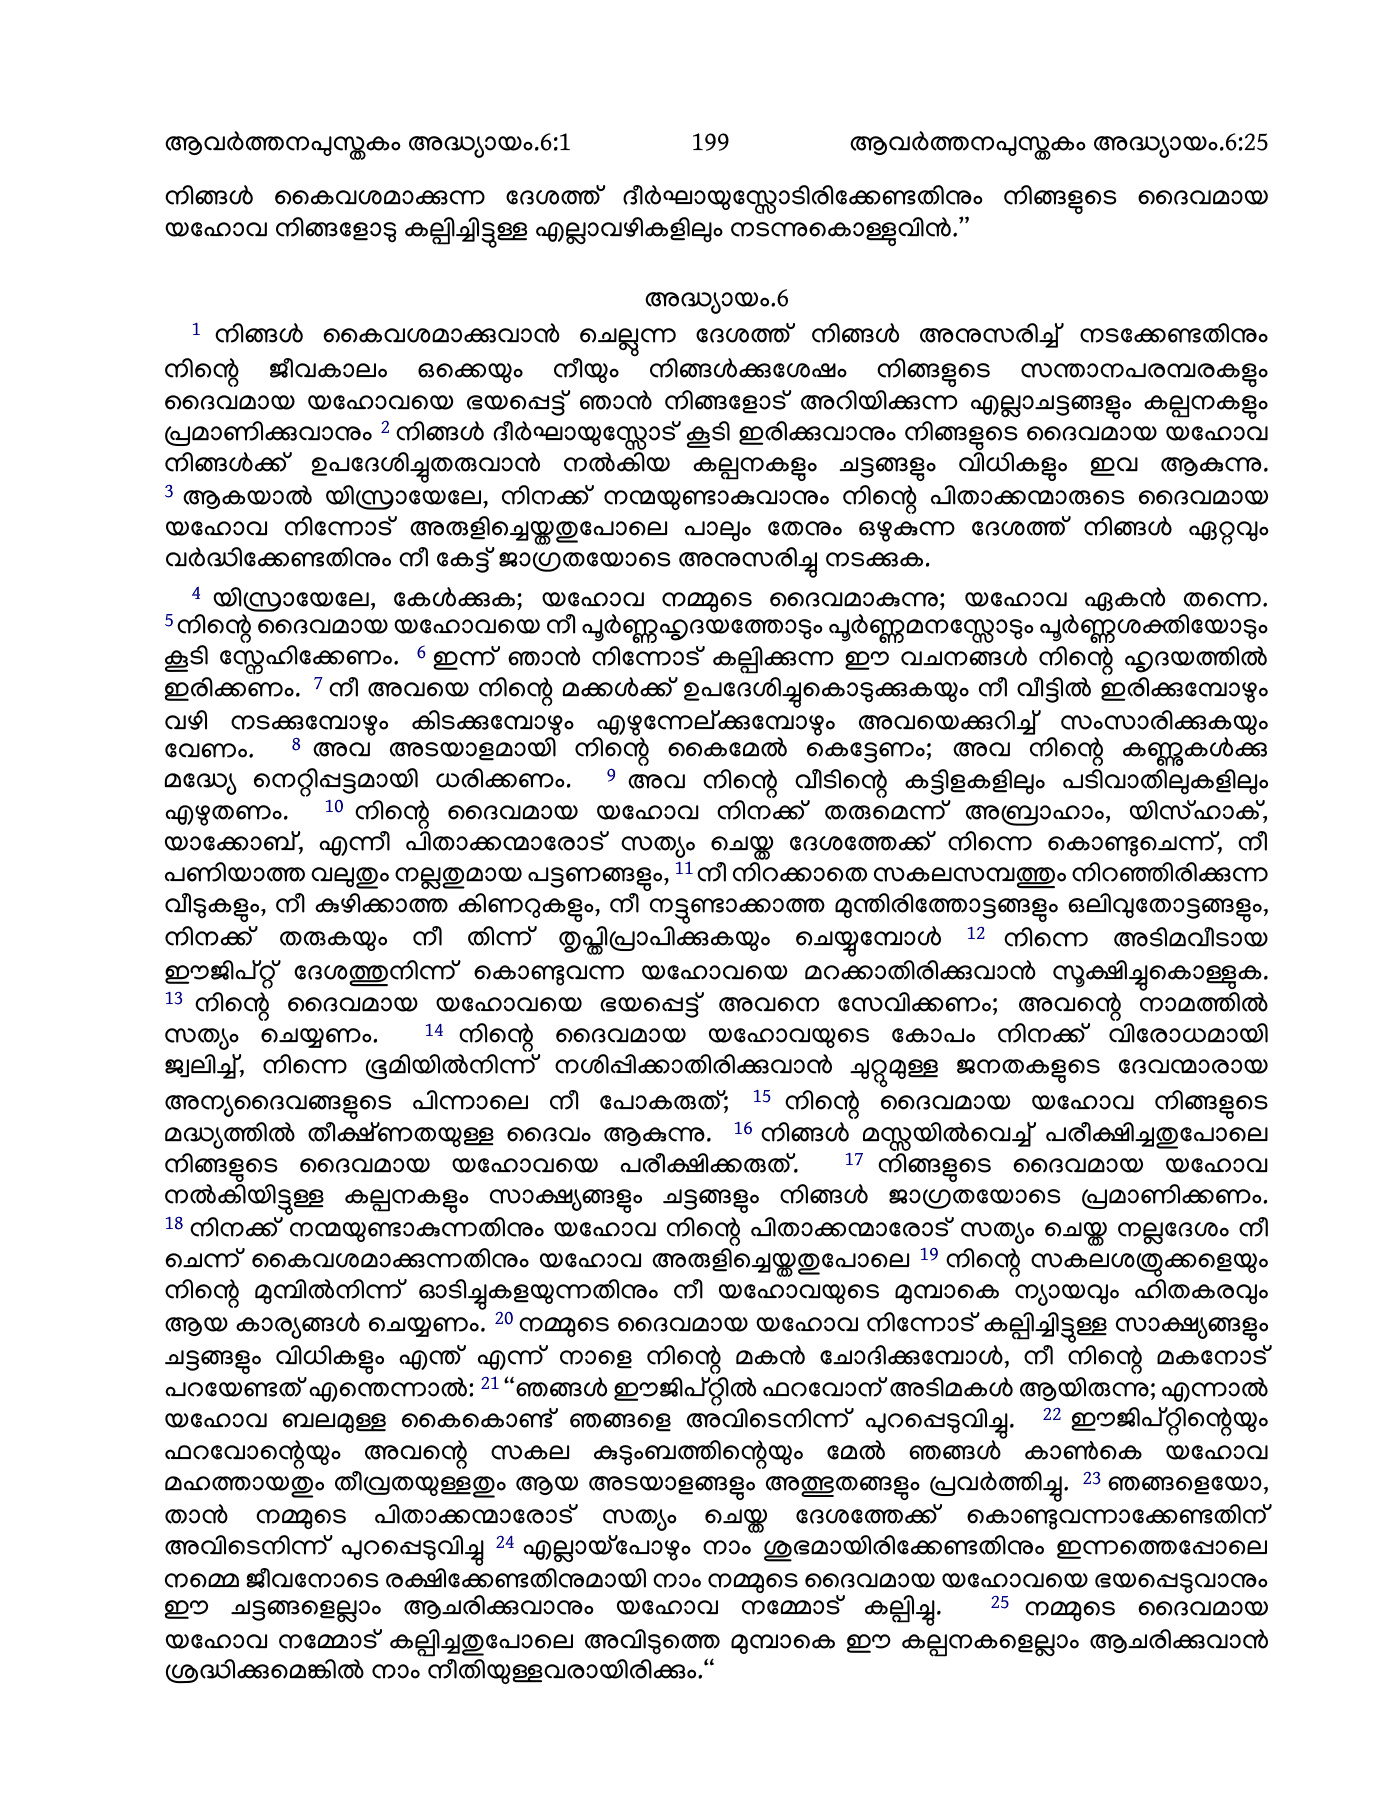 ആവർത്തനപുസ്തകം അദ്ധ്യായം.6:1 199 ആവർത്തനപുസ്തകം അദ്ധ്യായം.6:25
നിങ്ങൾ കൈവശമാക്കുന്ന ദേശത്ത് ദീർഘായുസ്സോടിരിക്കേണ്ടതിനും നിങ്ങളുടെ ദൈവമായ
യഹോവ നിങ്ങളോടു കല്പിച്ചിട്ടുള്ള എല്ലാവഴികളിലും നടന്നുകൊള്ളുവിൻ.”
അദ്ധ്യായം.6
1 നിങ്ങൾ കൈവശമാക്കുവാൻ ചെല്ലുന്ന ദേശത്ത് നിങ്ങൾ അനുസരിച്ച് നടക്കേണ്ടതിനും
നിന്റെ ജീവകാലം ഒക്കെയും നീയും നിങ്ങൾക്കുശേഷം നിങ്ങളുടെ സന്താനപരമ്പരകളും
ദൈവമായ യഹോവയെ ഭയപ്പെട്ട് ഞാൻ നിങ്ങളോട് അറിയിക്കുന്ന എല്ലാചട്ടങ്ങളും കല്പനകളും
പ്രമാണിക്കുവാനും 2 നിങ്ങൾ ദീർഘായുസ്സോട് കൂടി ഇരിക്കുവാനും നിങ്ങളുടെ ദൈവമായ യഹോവ
നിങ്ങൾക്ക് ഉപദേശിച്ചുതരുവാൻ നൽകിയ കല്പനകളും ചട്ടങ്ങളും വിധികളും ഇവ ആകുന്നു.
3 ആകയാൽ യിസ്രായേലേ, നിനക്ക് നന്മയുണ്ടാകുവാനും നിന്റെ പിതാക്കന്മാരുടെ ദൈവമായ
യഹോവ നിന്നോട് അരുളിച്ചെയ്തതുപോലെ പാലും തേനും ഒഴുകുന്ന ദേശത്ത് നിങ്ങൾ ഏറ്റവും
വർദ്ധിക്കേണ്ടതിനും നീ കേട്ട് ജാഗ്രതയോടെ അനുസരിച്ചു നടക്കുക.
4 യിസ്രായേലേ, കേൾക്കുക; യഹോവ നമ്മുടെ ദൈവമാകുന്നു; യഹോവ ഏകൻ തന്നെ.
5 നിന്റെ ദൈവമായ യഹോവയെ നീ പൂർണ്ണഹൃദയത്തോടും പൂർണ്ണമനസ്സോടും പൂർണ്ണശക്തിയോടും
കൂടി സ്നേഹിക്കേണം. 6 ഇന്ന് ഞാൻ നിന്നോട് കല്പിക്കുന്ന ഈ വചനങ്ങൾ നിന്റെ ഹൃദയത്തിൽ
ഇരിക്കണം. 7 നീ അവയെ നിന്റെ മക്കൾക്ക് ഉപദേശിച്ചുകൊടുക്കുകയും നീ വീട്ടിൽ ഇരിക്കുമ്പോഴും
വഴി നടക്കുമ്പോഴും കിടക്കുമ്പോഴും എഴുന്നേല്ക്കുമ്പോഴും അവയെക്കുറിച്ച് സംസാരിക്കുകയും
വേണം. 8 അവ അടയാളമായി നിന്റെ കൈമേൽ കെട്ടേണം; അവ നിന്റെ കണ്ണുകൾക്കു
മദ്ധ്യേ നെറ്റിപ്പട്ടമായി ധരിക്കണം. 9 അവ നിന്റെ വീടിന്റെ കട്ടിളകളിലും പടിവാതിലുകളിലും
എഴുതണം. 10 നിന്റെ ദൈവമായ യഹോവ നിനക്ക് തരുമെന്ന് അബ്രാഹാം, യിസ്ഹാക്,
യാക്കോബ്, എന്നീ പിതാക്കന്മാരോട് സത്യം ചെയ്ത ദേശത്തേക്ക് നിന്നെ കൊണ്ടുചെന്ന്, നീ
പണിയാത്ത വലുതും നല്ലതുമായ പട്ടണങ്ങളും, 11 നീ നിറക്കാതെ സകലസമ്പത്തും നിറഞ്ഞിരിക്കുന്ന
വീടുകളും, നീ കുഴിക്കാത്ത കിണറുകളും, നീ നട്ടുണ്ടാക്കാത്ത മുന്തിരിത്തോട്ടങ്ങളും ഒലിവുതോട്ടങ്ങളും,
നിനക്ക് തരുകയും നീ തിന്ന് തൃപ്തിപ്രാപിക്കുകയും ചെയ്യുമ്പോൾ 12 നിന്നെ അടിമവീടായ
ഈജിപ്റ്റ് ദേശത്തുനിന്ന് കൊണ്ടുവന്ന യഹോവയെ മറക്കാതിരിക്കുവാൻ സൂക്ഷിച്ചുകൊള്ളുക.
13 നിന്റെ ദൈവമായ യഹോവയെ ഭയപ്പെട്ട് അവനെ സേവിക്കണം; അവന്റെ നാമത്തിൽ
സത്യം ചെയ്യണം. 14 നിന്റെ ദൈവമായ യഹോവയുടെ കോപം നിനക്ക് വിരോധമായി
ജ്വലിച്ച്, നിന്നെ ഭൂമിയിൽനിന്ന് നശിപ്പിക്കാതിരിക്കുവാൻ ചുറ്റുമുള്ള ജനതകളുടെ ദേവന്മാരായ
അന്യദൈവങ്ങളുടെ പിന്നാലെ നീ പോകരുത്; 15 നിന്റെ ദൈവമായ യഹോവ നിങ്ങളുടെ
മദ്ധ്യത്തിൽ തീക്ഷ്ണതയുള്ള ദൈവം ആകുന്നു. 16 നിങ്ങൾ മസ്സയിൽവെച്ച് പരീക്ഷിച്ചതുപോലെ
നിങ്ങളുടെ ദൈവമായ യഹോവയെ പരീക്ഷിക്കരുത്. 17 നിങ്ങളുടെ ദൈവമായ യഹോവ
നൽകിയിട്ടുള്ള കല്പനകളും സാക്ഷ്യങ്ങളും ചട്ടങ്ങളും നിങ്ങൾ ജാഗ്രതയോടെ പ്രമാണിക്കണം.
18 നിനക്ക് നന്മയുണ്ടാകുന്നതിനും യഹോവ നിന്റെ പിതാക്കന്മാരോട് സത്യം ചെയ്ത നല്ലദേശം നീ
ചെന്ന് കൈവശമാക്കുന്നതിനും യഹോവ അരുളിച്ചെയ്തതുപോലെ 19 നിന്റെ സകലശത്രുക്കളെയും
നിന്റെ മുമ്പിൽനിന്ന് ഓടിച്ചുകളയുന്നതിനും നീ യഹോവയുടെ മുമ്പാകെ ന്യായവും ഹിതകരവും
ആയ കാര്യങ്ങൾ ചെയ്യണം. 20 നമ്മുടെ ദൈവമായ യഹോവ നിന്നോട് കല്പിച്ചിട്ടുള്ള സാക്ഷ്യങ്ങളും
ചട്ടങ്ങളും വിധികളും എന്ത് എന്ന് നാളെ നിന്റെ മകൻ ചോദിക്കുമ്പോൾ, നീ നിന്റെ മകനോട്
പറയേണ്ടത് എന്തെന്നാൽ: 21 “ഞങ്ങൾ ഈജിപ്റ്റിൽ ഫറവോന് അടിമകൾ ആയിരുന്നു; എന്നാൽ
യഹോവ ബലമുള്ള കൈകൊണ്ട് ഞങ്ങളെ അവിടെനിന്ന് പുറപ്പെടുവിച്ചു. 22 ഈജിപ്റ്റിന്റെയും
ഫറവോന്റെയും അവന്റെ സകല കുടുംബത്തിന്റെയും മേൽ ഞങ്ങൾ കാൺകെ യഹോവ
മഹത്തായതും തീവ്രതയുള്ളതും ആയ അടയാളങ്ങളും അത്ഭുതങ്ങളും പ്രവർത്തിച്ചു. 23 ഞങ്ങളെയോ,
താൻ നമ്മുടെ പിതാക്കന്മാരോട് സത്യം ചെയ്ത ദേശത്തേക്ക് കൊണ്ടുവന്നാക്കേണ്ടതിന്
അവിടെനിന്ന് പുറപ്പെടുവിച്ചു 24 എല്ലായ്പോഴും നാം ശുഭമായിരിക്കേണ്ടതിനും ഇന്നത്തെപ്പോലെ
നമ്മെ ജീവനോടെ രക്ഷിക്കേണ്ടതിനുമായി നാം നമ്മുടെ ദൈവമായ യഹോവയെ ഭയപ്പെടുവാനും
ഈ ചട്ടങ്ങളെല്ലാം ആചരിക്കുവാനും യഹോവ നമ്മോട് കല്പിച്ചു. 25 നമ്മുടെ ദൈവമായ
യഹോവ നമ്മോട് കല്പിച്ചതുപോലെ അവിടുത്തെ മുമ്പാകെ ഈ കല്പനകളെല്ലാം ആചരിക്കുവാൻ
ശ്രദ്ധിക്കുമെങ്കിൽ നാം നീതിയുള്ളവരായിരിക്കും.“